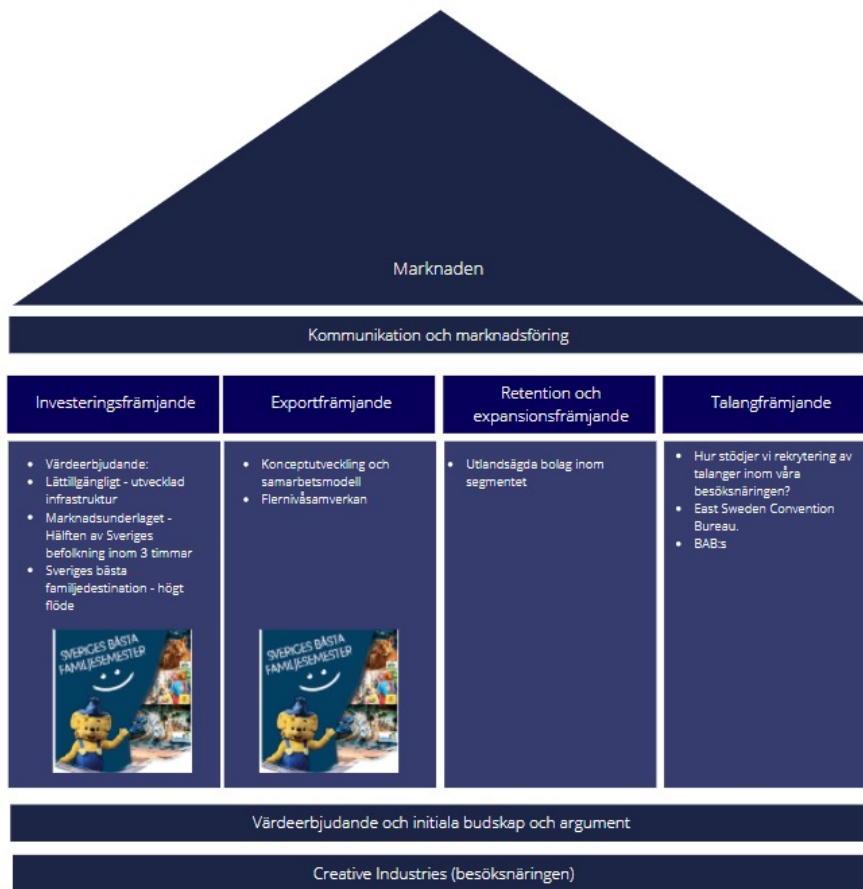 Marknaden
Kommunikation och marknadsföring
Investeringsfrämjande
Exportfrämjande
Retention och
expansionsfrämjande
Talangfrämjande
• Värdeerbjudande:
• Lättillgängligt - utvecklad
infrastruktur
• Marknadsunderlaget -
Hälften av Sveriges
befolkning inom 3 timmar
• Sveriges bästa
familjedestination - högt
flöde
SVERIGES BÄSTA
FAMILJESEMESTER
• Konceptutveckling och
samarbetsmodell
• Flernivåsamverkan
SVERIGES BÄSTA
FAMILJESEMESTER
• Utlandsägda bolag inom
segmentet
• Hur stödjer vi rekrytering av
talanger inom våra
besöksnäringen?
• East Sweden Convention
Bureau.
• BAB:s
Värdeerbjudande och initiala budskap och argument
Creative Industries (besöksnäringen)